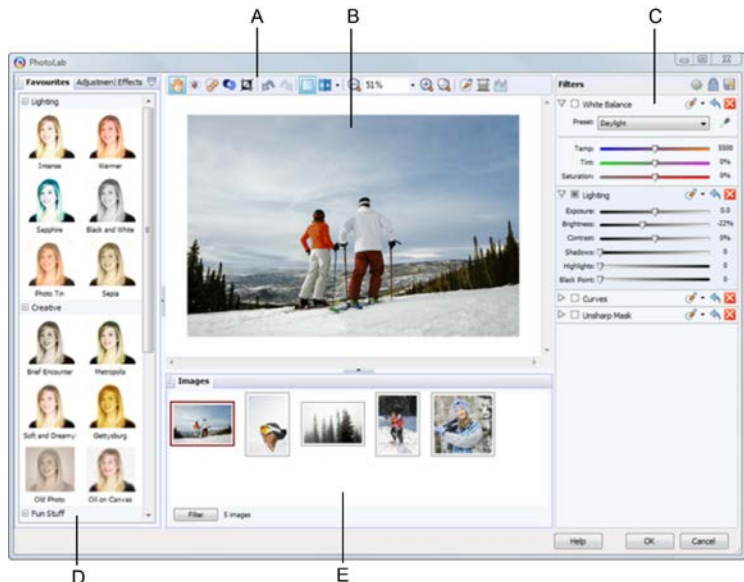 A
B
C
PhotoLab
Favourites Adjustmen Effects
51%
Filters
Lighting
Intense
Warmer
Sapphire
Black and White
Photo Tin
Sepia
Creative
Brief Encounter
Metropolis
Soft and Dreamy
Gettysburg
Old Photo
Oil on Canvas
Fun Stuff
White Balance
Preset: Daylight
Temp: 5500
Tint: 0%
Saturation: 0%
Lighting
Exposure: 0.0
Brightness: -22%
Contrast: 0%
Shadows: 0
Highlights: 0
Black Point: 0
Curves
Unsharp Mask
Images
Filter 5 images
Help OK Cancel
D
E